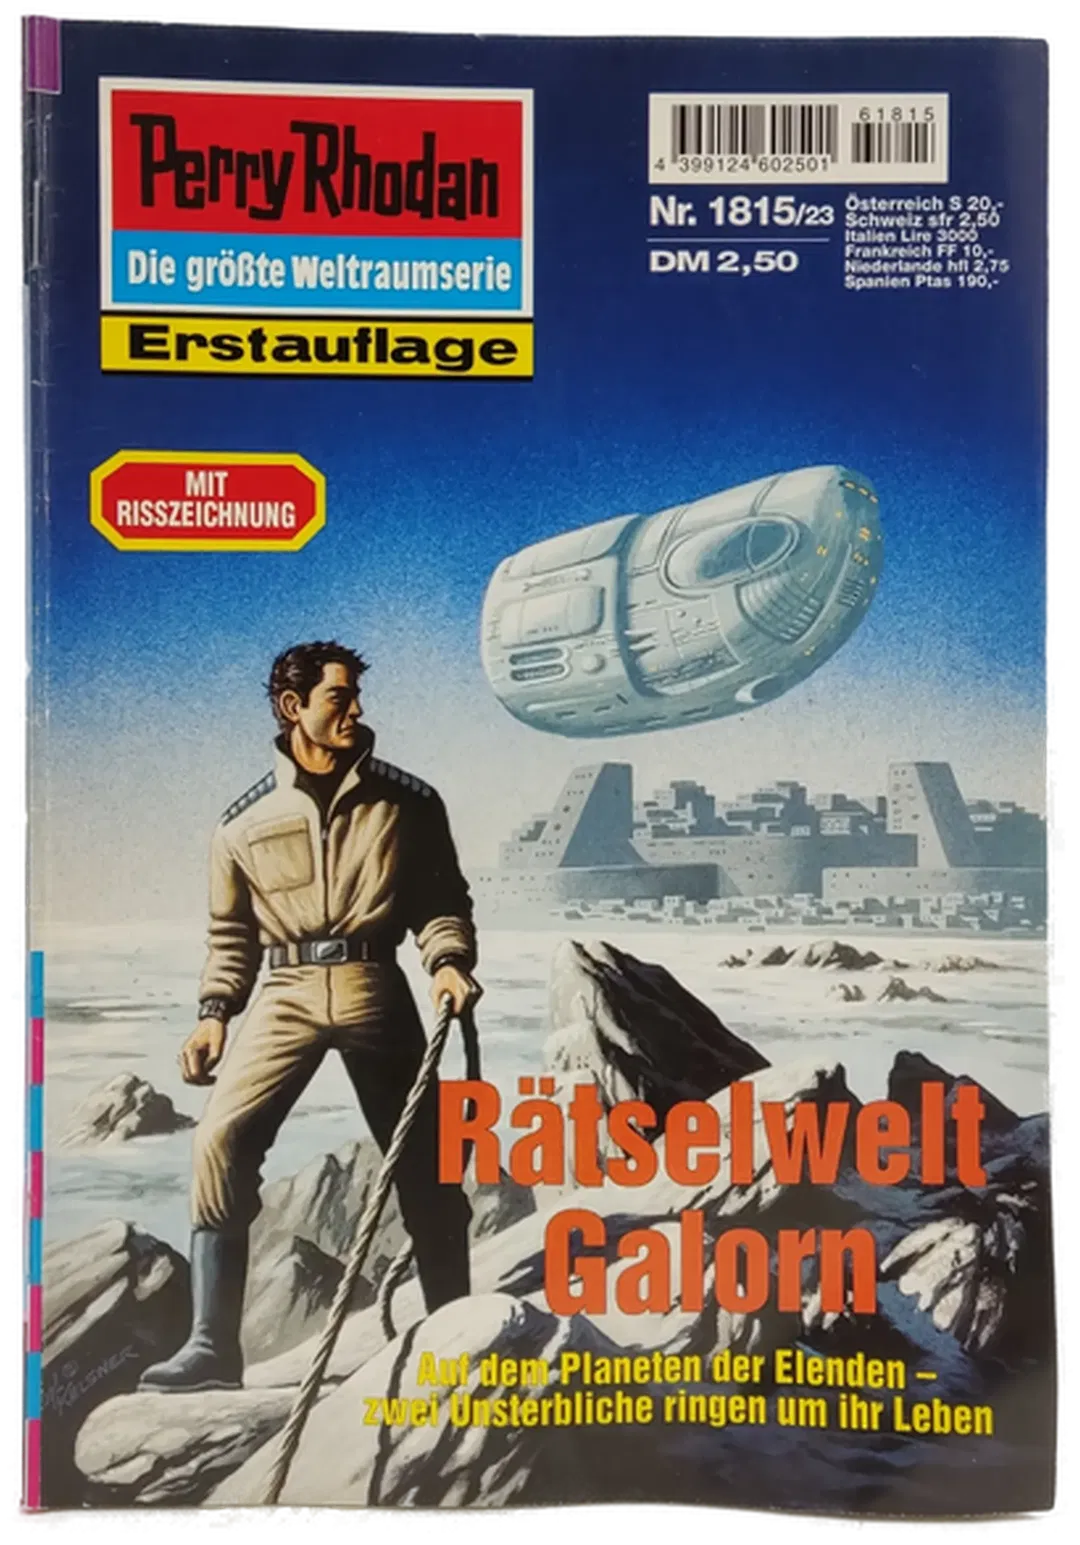 Perry Rhodan
Die größte Weltraumserie
Erstauflage
MIT
RISSZEICHNUNG
61815
4 399124 602501
Nr. 1815/23
DM 2,50
Österreich S 20,-
Schweiz sfr 2,50
Italien Lire 3000
Frankreich FF 10,-
Niederlande hfl 2,75
Spanien Ptas 190,-
Rätselwelt
Galorn
Auf dem Planeten der Elenden –
zwei Unsterbliche ringen um ihr Leben